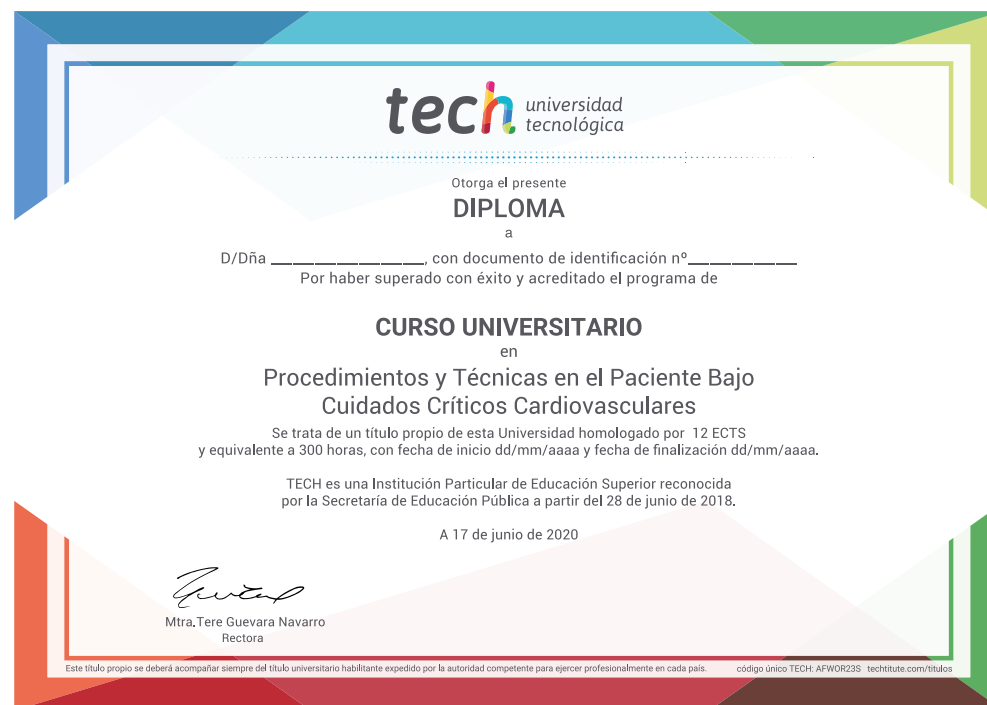 tech universidad
tecnológica
Otorga el presente
DIPLOMA
a
D/Dña ____________________, con documento de identificación nº______________
Por haber superado con éxito y acreditado el programa de
CURSO UNIVERSITARIO
en
Procedimientos y Técnicas en el Paciente Bajo
Cuidados Críticos Cardiovasculares
Se trata de un título propio de esta Universidad homologado por 12 ECTS
y equivalente a 300 horas, con fecha de inicio dd/mm/aaaa y fecha de finalización dd/mm/aaaa.
TECH es una Institución Particular de Educación Superior reconocida
por la Secretaría de Educación Pública a partir del 28 de junio de 2018.
A 17 de junio de 2020
Mtra.Tere Guevara Navarro
Rectora
Este título propio se deberá acompañar siempre del título universitario habilitante expedido por la autoridad competente para ejercer profesionalmente en cada país. código único TECH: AFWOR23S techtitute.com/titulos